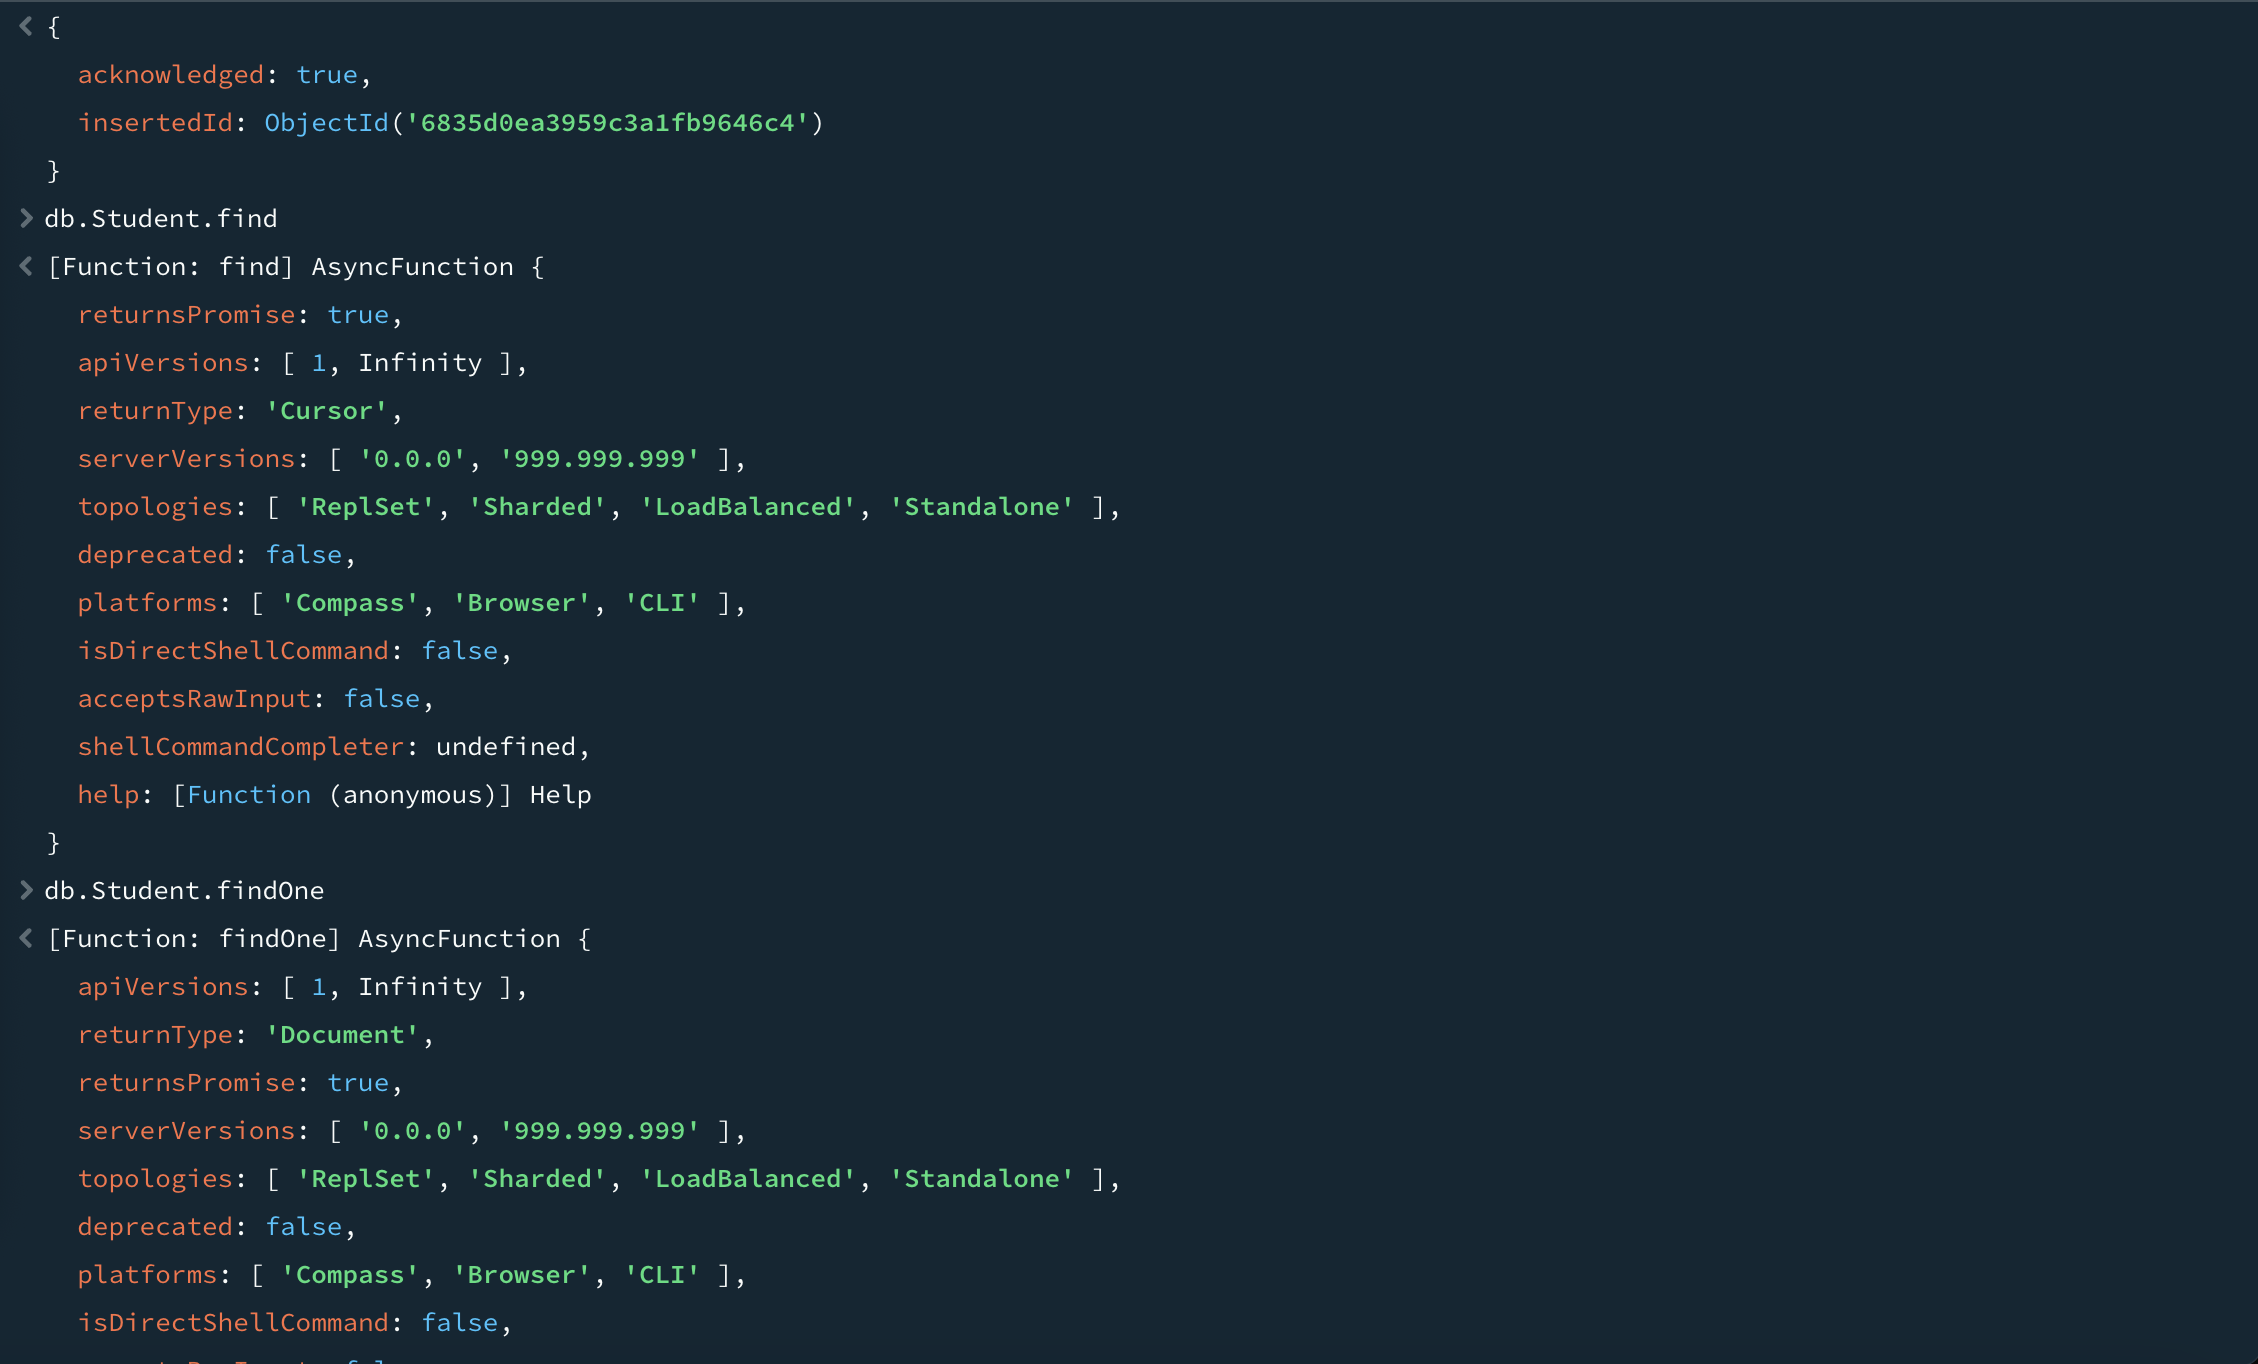 {
acknowledged: true,
insertedId: ObjectId('6835d0ea3959c3a1fb9646c4')
}
> db.Student.find
< [Function: find] AsyncFunction {
returnsPromise: true,
apiVersions: [ 1, Infinity ],
returnType: 'Cursor',
serverVersions: [ '0.0.0', '999.999.999' ],
topologies: [ 'ReplSet', 'Sharded', 'LoadBalanced', 'Standalone' ],
deprecated: false,
platforms: [ 'Compass', 'Browser', 'CLI' ],
isDirectShellCommand: false,
acceptsRawInput: false,
shellCommandCompleter: undefined,
help: [Function (anonymous)] Help
}
> db.Student.findOne
< [Function: findOne] AsyncFunction {
apiVersions: [ 1, Infinity ],
returnType: 'Document',
returnsPromise: true,
serverVersions: [ '0.0.0', '999.999.999' ],
topologies: [ 'ReplSet', 'Sharded', 'LoadBalanced', 'Standalone' ],
deprecated: false,
platforms: [ 'Compass', 'Browser', 'CLI' ],
isDirectShellCommand: false,